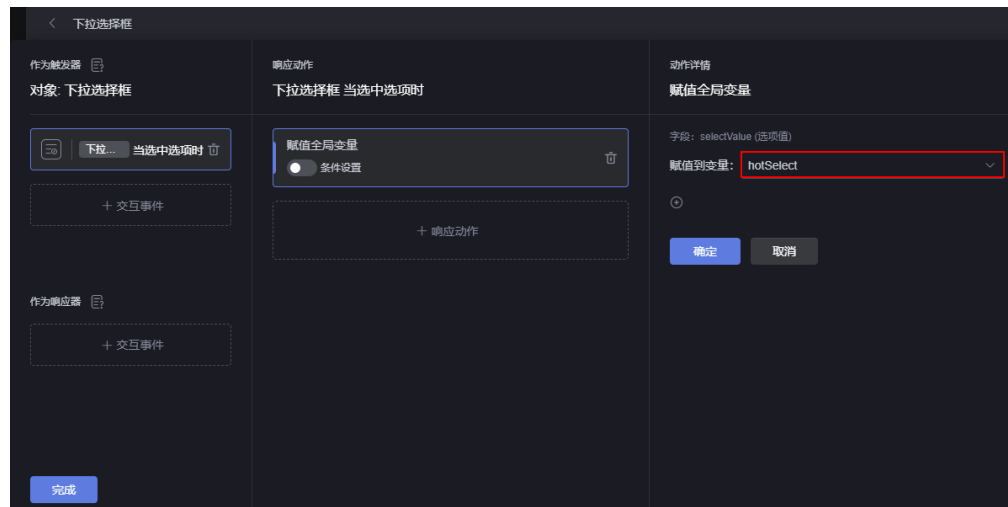 下拉选择框
作为触发器
对象: 下拉选择框
下拉... 当选中选项时
+ 交互事件
作为响应器
+ 交互事件
完成
响应动作
下拉选择框 当选中选项时
赋值全局变量
条件设置
+ 响应动作
动作详情
赋值全局变量
字段：selectValue (选项值)
赋值到变量： hotSelect
确定 取消